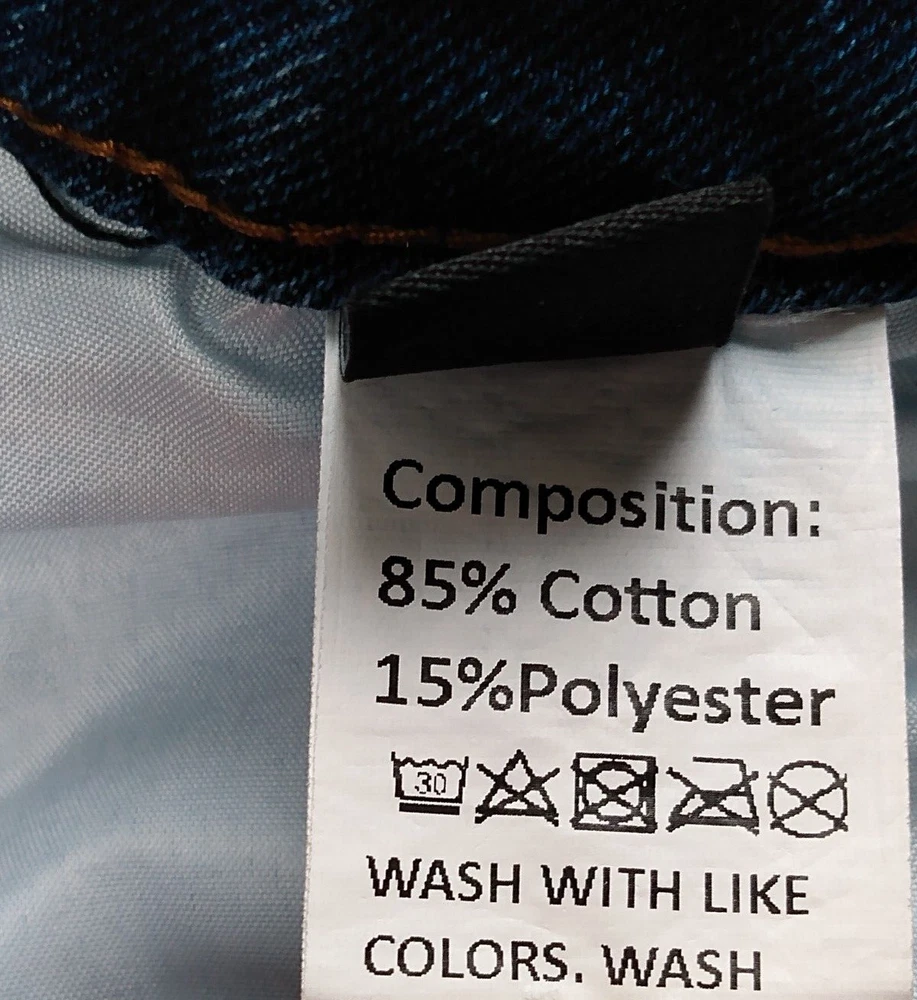 Composition:
85% Cotton
15%Polyester
30
WASH WITH LIKE
COLORS. WASH